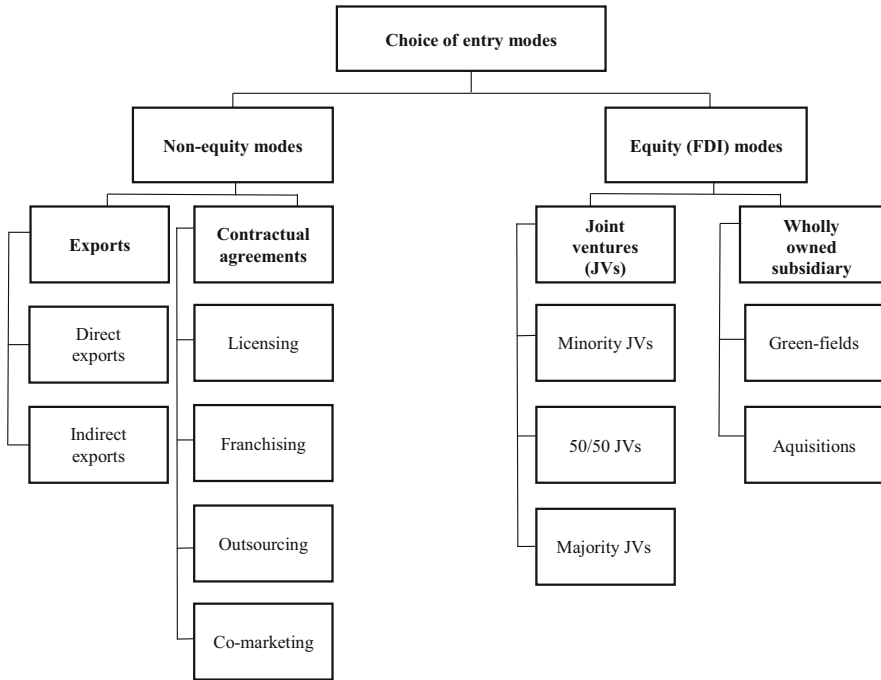 Choice of entry modes
Non-equity modes
Equity (FDI) modes
Exports
Contractual
agreements
Joint
ventures
(JVs)
Wholly
owned
subsidiary
Direct
exports
Licensing
Minority JVs
Green-fields
Indirect
exports
Franchising
50/50 JVs
Aquisitions
Outsourcing
Majority JVs
Co-marketing